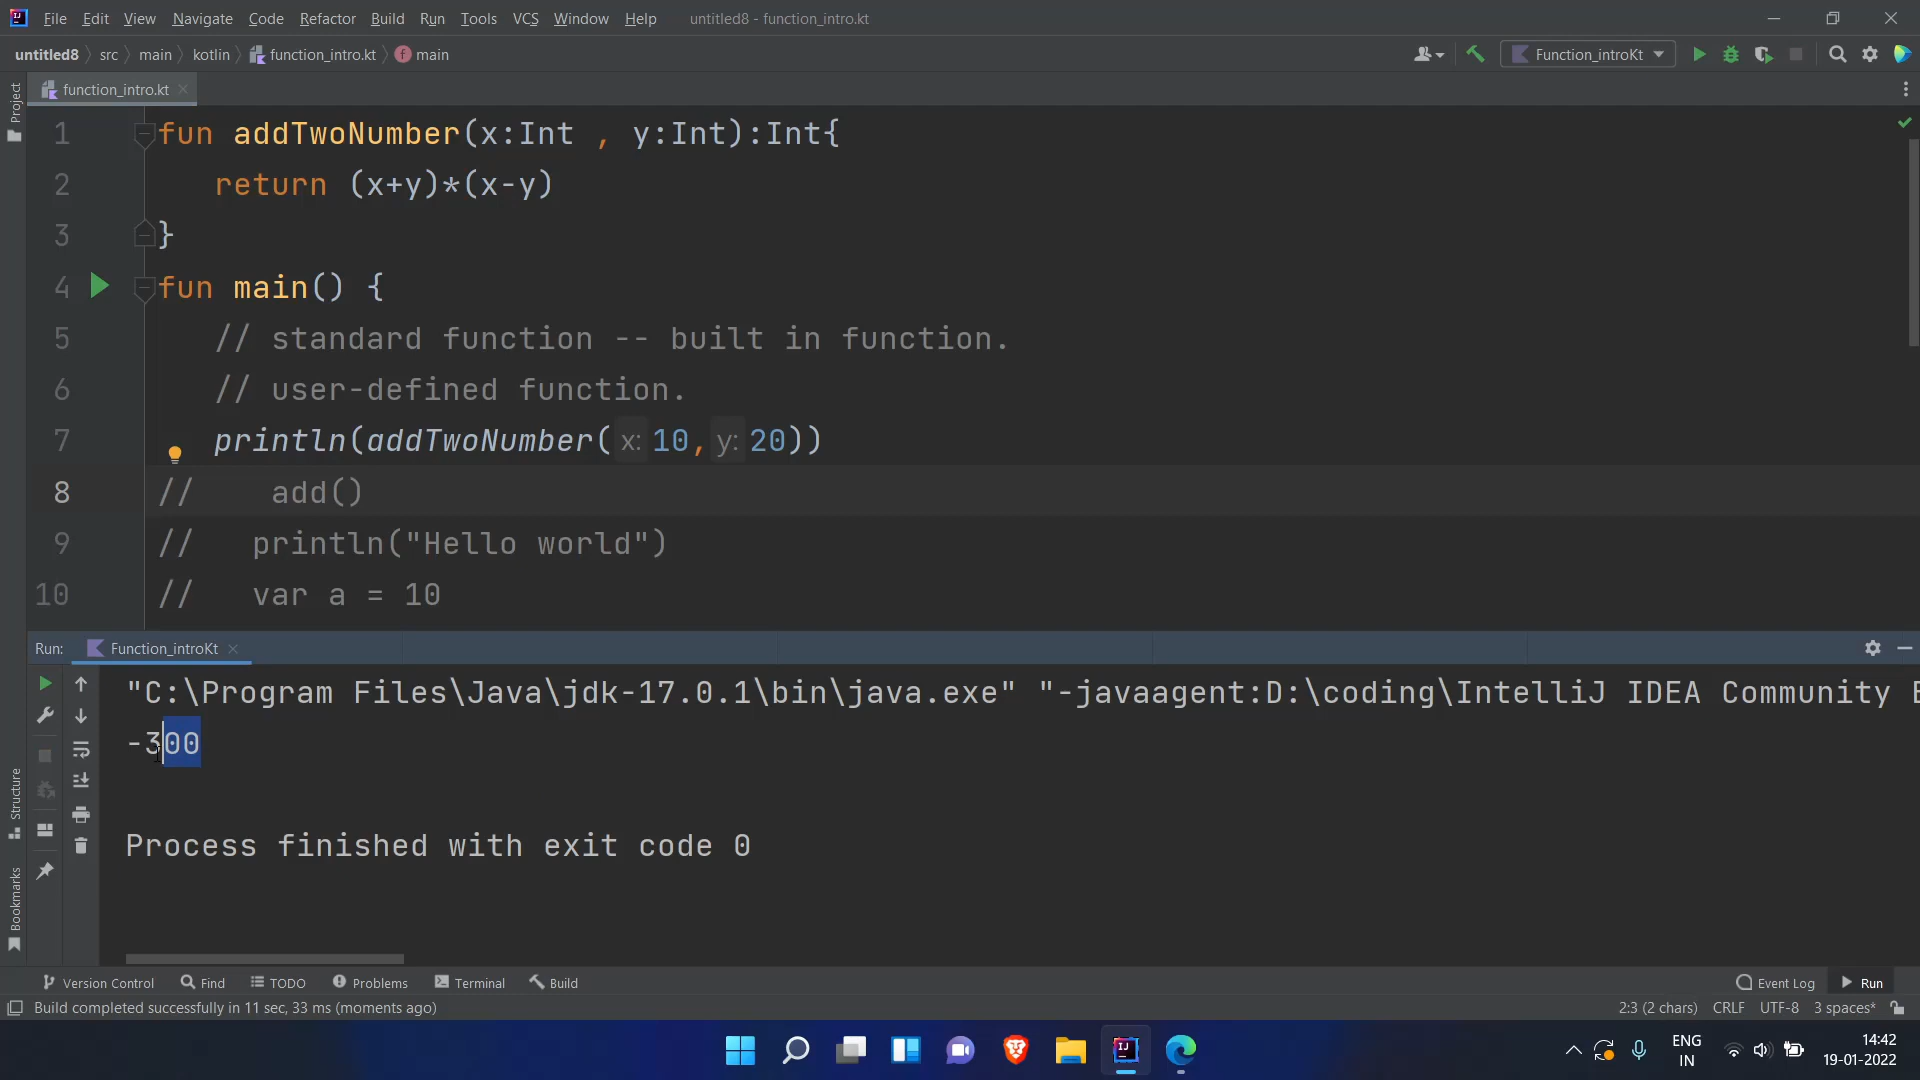 File Edit View Navigate Code Refactor Build Run Tools VCS Window Help untitled8 - function_intro.kt
untitled8 src main kotlin function_intro.kt main Function_introKt
function_intro.kt
Project
1 fun addTwoNumber(x:Int , y:Int):Int{
2 return (x+y)*(x-y)
3 }
4 fun main() {
5 // standard function -- built in function.
6 // user-defined function.
7 println(addTwoNumber( x: 10, y: 20))
8 // add()
9 // println("Hello world")
10 // var a = 10
Run: Function_introKt
"C:\Program Files\Java\jdk-17.0.1\bin\java.exe" "-javaagent:D:\coding\IntelliJ IDEA Community E
-300
Process finished with exit code 0
Structure
Bookmarks
Version Control Find TODO Problems Terminal Build Event Log Run
Build completed successfully in 11 sec, 33 ms (moments ago) 2:3 (2 chars) CRLF UTF-8 3 spaces*
ENG 14:42
IN 19-01-2022